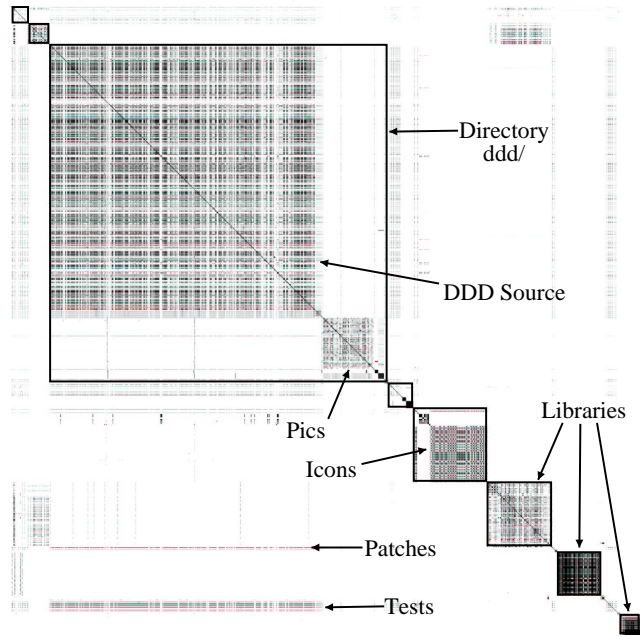 Directory
ddd/
DDD Source
Pics
Libraries
Icons
Patches
Tests